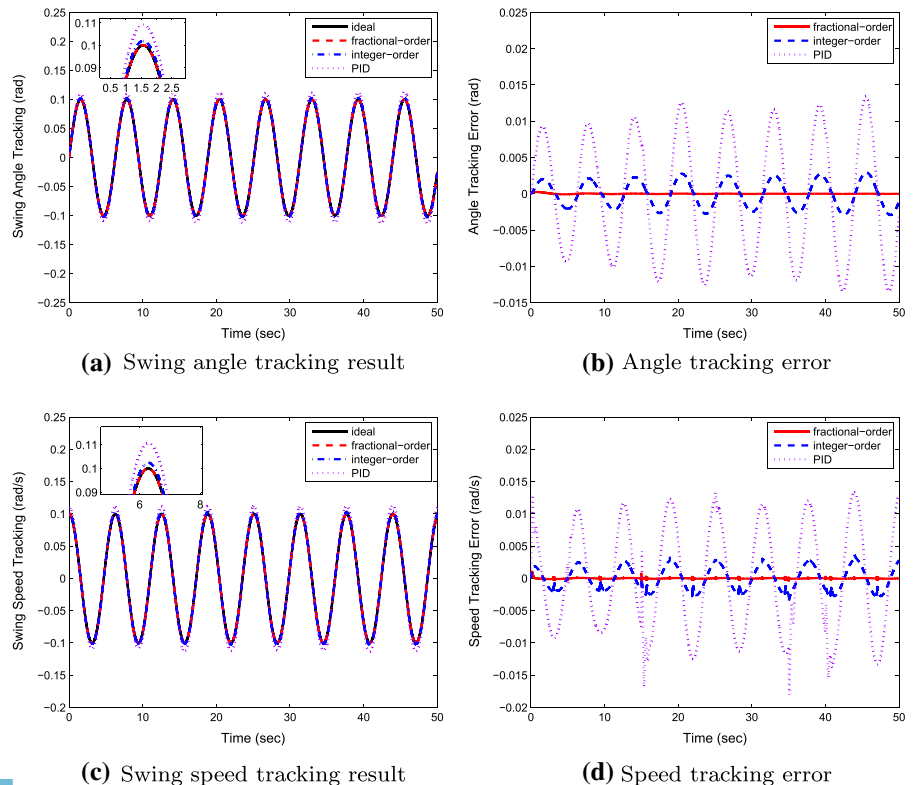 0.25
0.2
0.15
0.1
0.05
0
−0.05
−0.1
−0.15
−0.2
−0.25
Swing Angle Tracking (rad)
0.11
0.1
0.09
0.5 1 1.5 2 2.5
ideal
fractional−order
integer−order
PID
0 10 20 30 40 50
Time (sec)
(a) Swing angle tracking result
0.025
0.02
0.015
0.01
0.005
0
−0.005
−0.01
−0.015
Angle Tracking Error (rad)
fractional−order
integer−order
PID
0 10 20 30 40 50
Time (sec)
(b) Angle tracking error
0.25
0.2
0.15
0.1
0.05
0
−0.05
−0.1
−0.15
−0.2
Swing Speed Tracking (rad/s)
0.11
0.1
0.09
6 8
ideal
fractional−order
integer−order
PID
0 10 20 30 40 50
Time (sec)
(c) Swing speed tracking result
0.025
0.02
0.015
0.01
0.005
0
−0.005
−0.01
−0.015
−0.02
Speed Tracking Error (rad/s)
fractional−order
integer−order
PID
0 10 20 30 40 50
Time (sec)
(d) Speed tracking error